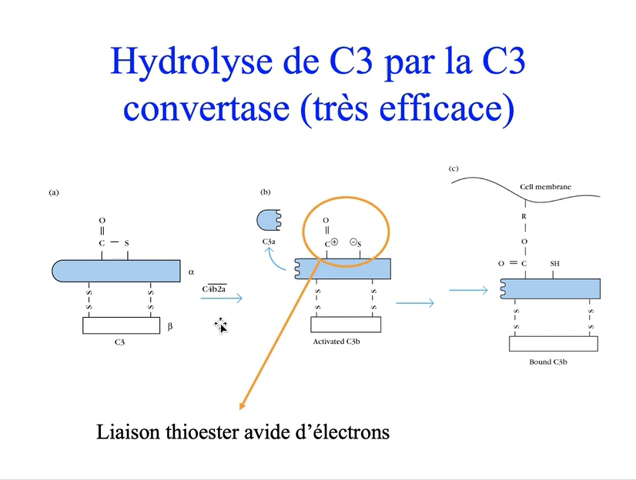 Hydrolyse de C3 par la C3
convertase (très efficace)
(a)
O
C — S
α
S S
S S
β
C3
C4b2a
(b)
C3a
O
C⊕ ⊖S
S S
S S
Activated C3b
(c)
Cell membrane
R
O
O = C SH
S S
S S
Bound C3b
Liaison thioester avide d’électrons